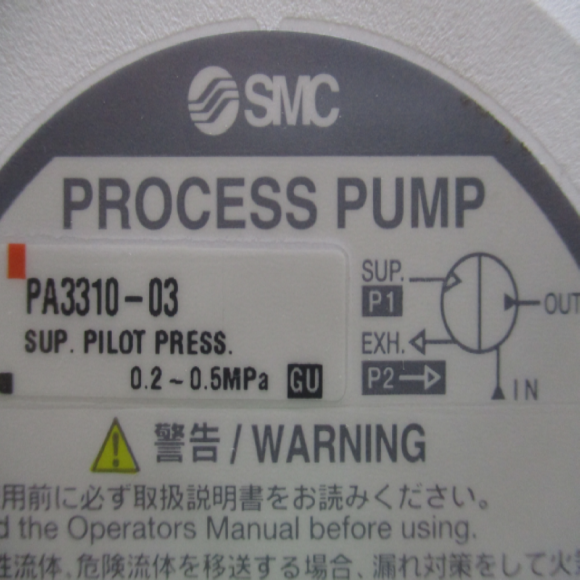 SMC
PROCESS PUMP
PA3310-03
SUP. PILOT PRESS.
0.2~0.5MPa GU
SUP.
P1
OUT
EXH.
P2
IN
警告/WARNING
用前に必ず取扱説明書をお読みください。
the Operators Manual before using.
性流体、危険流体を移送する場合、漏れ対策をして火